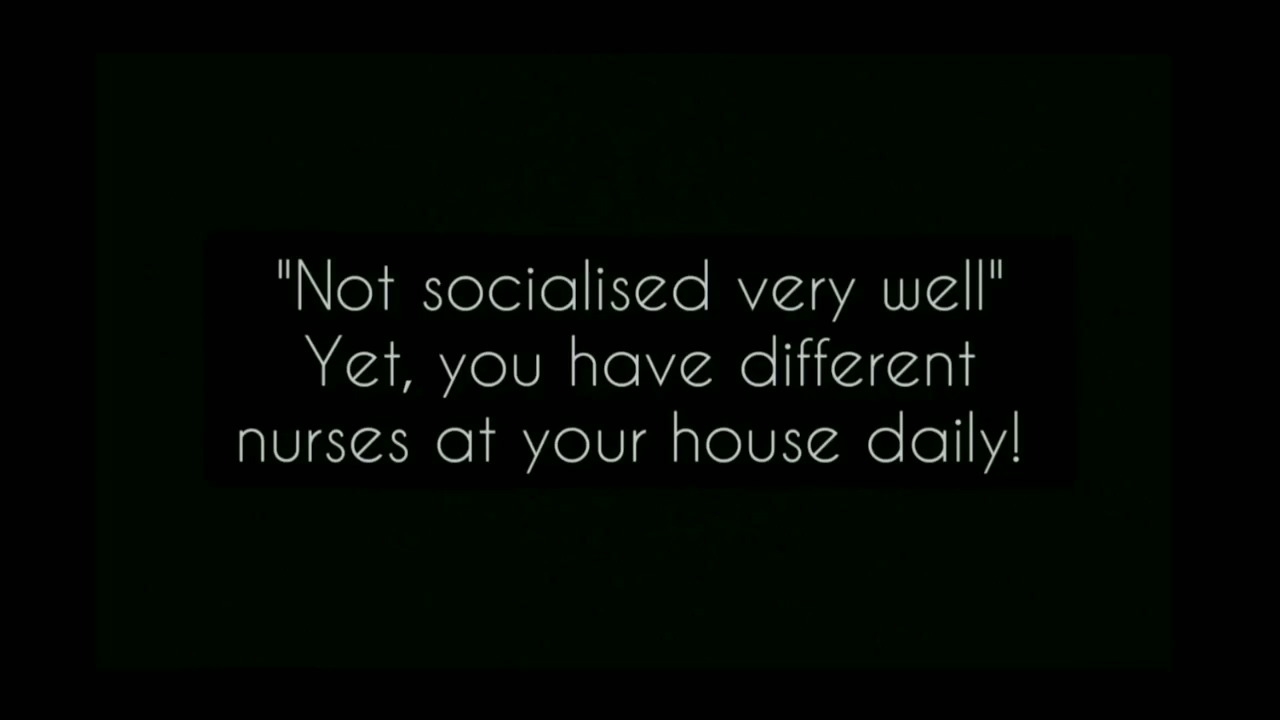 "Not socialised very well"
Yet, you have different
nurses at your house daily!